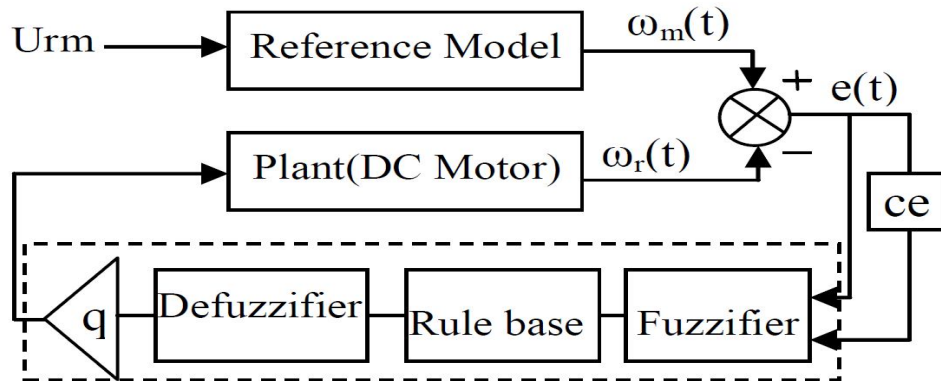 Urm
Reference Model
ωm(t)
+
e(t)
Plant(DC Motor)
ωr(t)
−
ce
q
Defuzzifier
Rule base
Fuzzifier